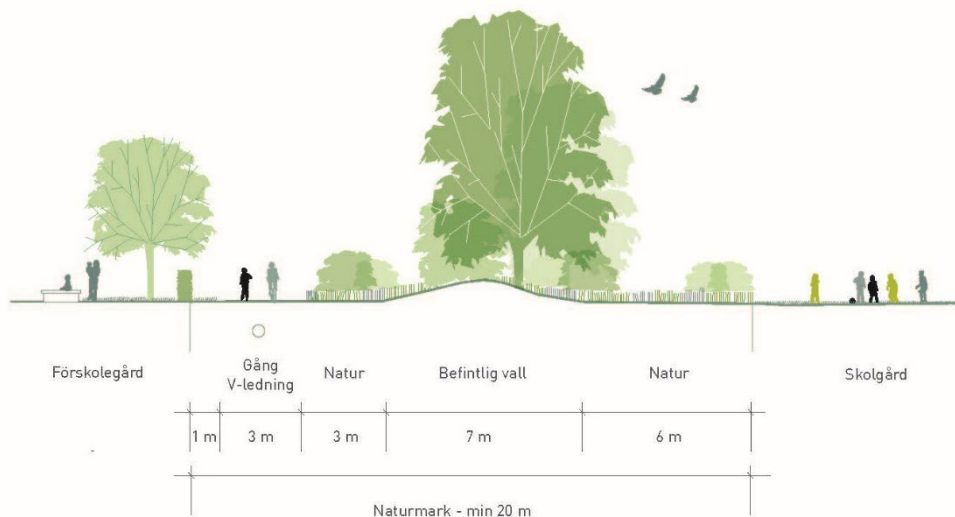 Förskolegård
Gång
V-ledning
Natur
Befintlig vall
Natur
Skolgård
1 m
3 m
3 m
7 m
6 m
Naturmark - min 20 m